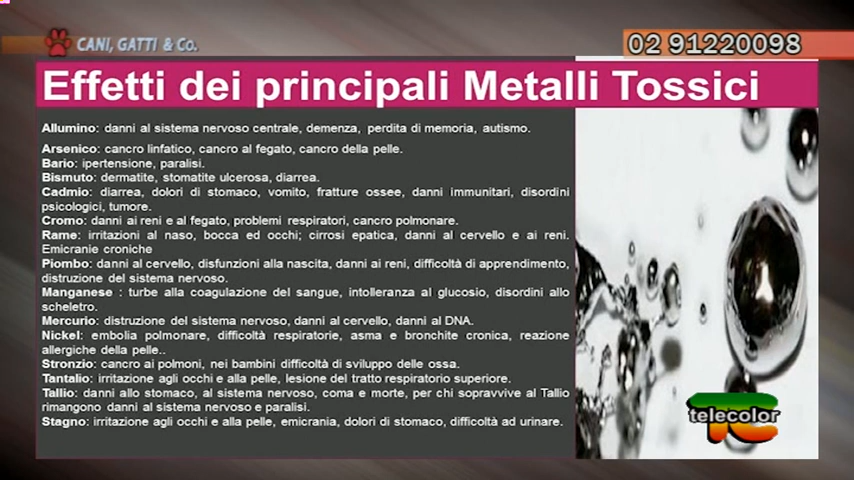 CANI, GATTI & Co.
02 91220098
Effetti dei principali Metalli Tossici
Allumino: danni al sistema nervoso centrale, demenza, perdita di memoria, autismo.
Arsenico: cancro linfatico, cancro al fegato, cancro della pelle.
Bario: ipertensione, paralisi.
Bismuto: dermatite, stomatite ulcerosa, diarrea.
Cadmio: diarrea, dolori di stomaco, vomito, fratture ossee, danni immunitari, disordini
psicologici, tumore.
Cromo: danni ai reni e al fegato, problemi respiratori, cancro polmonare.
Rame: irritazioni al naso, bocca ed occhi; cirrosi epatica, danni al cervello e ai reni.
Emicranie croniche
Piombo: danni al cervello, disfunzioni alla nascita, danni ai reni, difficoltà di apprendimento,
distruzione del sistema nervoso.
Manganese : turbe alla coagulazione del sangue, intolleranza al glucosio, disordini allo
scheletro.
Mercurio: distruzione del sistema nervoso, danni al cervello, danni al DNA.
Nickel: embolia polmonare, difficoltà respiratorie, asma e bronchite cronica, reazione
allergiche della pelle..
Stronzio: cancro ai polmoni, nei bambini difficoltà di sviluppo delle ossa.
Tantalio: irritazione agli occhi e alla pelle, lesione del tratto respiratorio superiore.
Tallio: danni allo stomaco, al sistema nervoso, coma e morte, per chi sopravvive al Tallio
rimangono danni al sistema nervoso e paralisi.
Stagno: irritazione agli occhi e alla pelle, emicrania, dolori di stomaco, difficoltà ad urinare.
telecolor